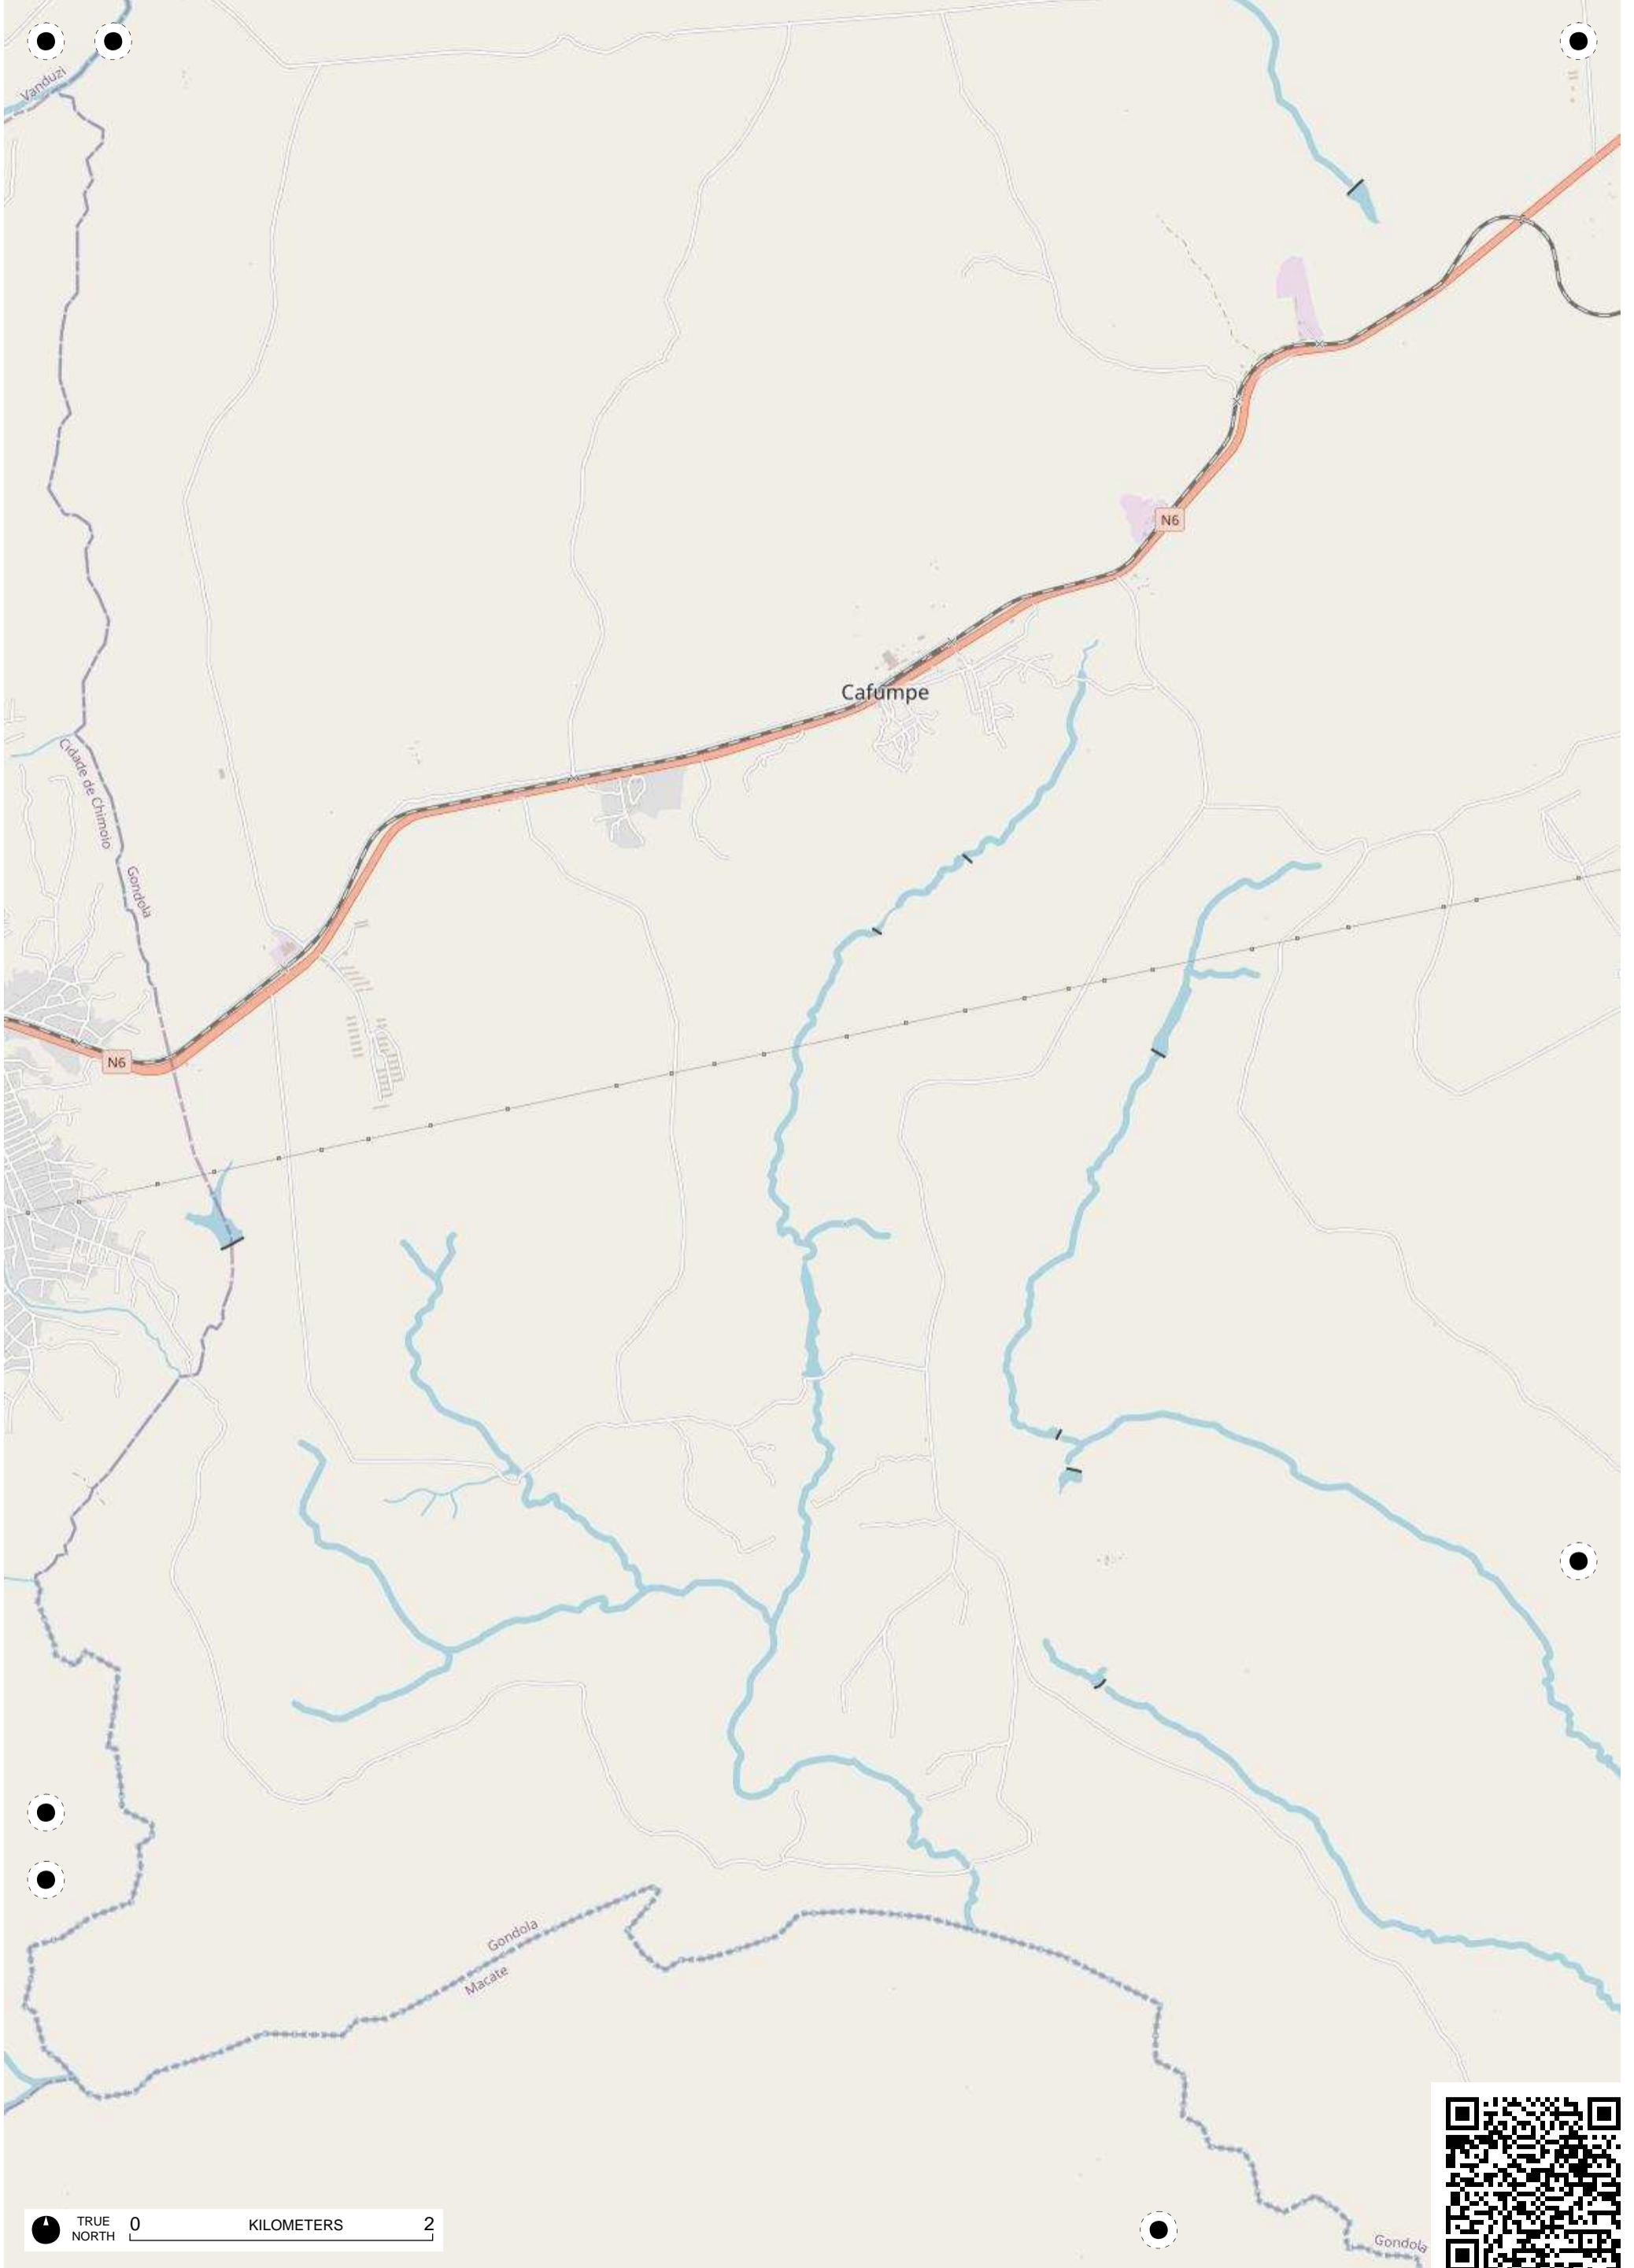 Vanduzi
N6
Cafumpe
Cidade de Chimoio
Gondola
N6
Gondola
Macate
Gondola
TRUE
NORTH
0 KILOMETERS 2